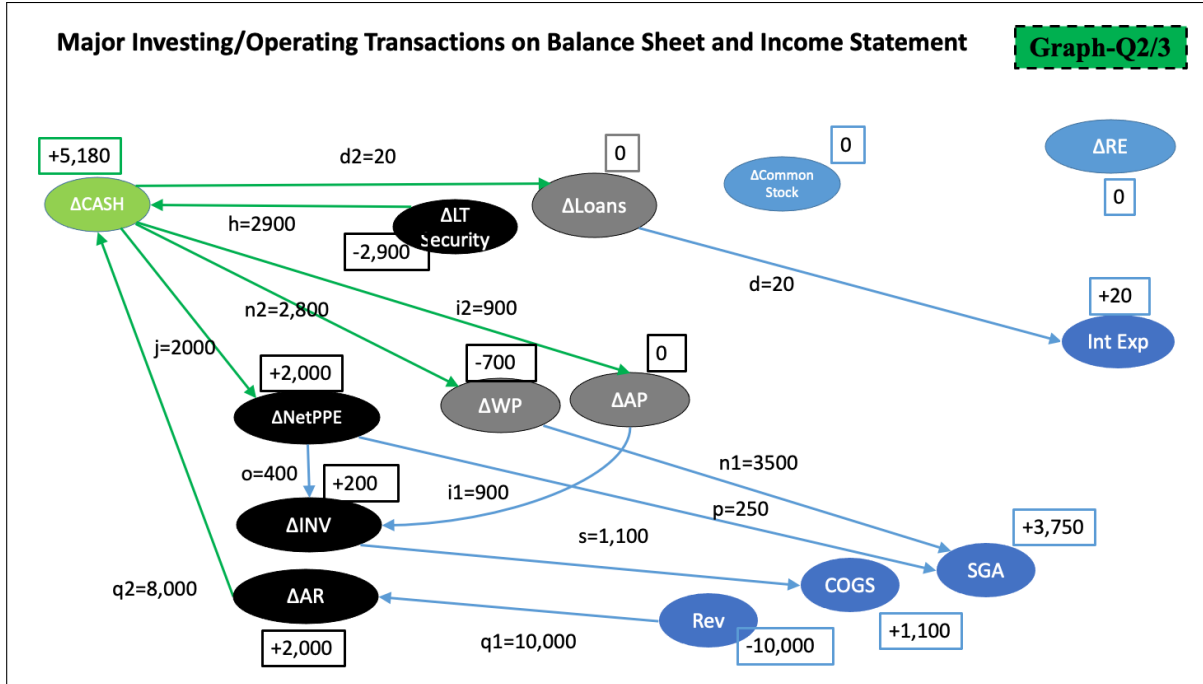 Major Investing/Operating Transactions on Balance Sheet and Income Statement
Graph-Q2/3
+5,180
d2=20
0
0
ΔRE
ΔCASH
h=2900
ΔLT
Security
-2,900
ΔLoans
ΔCommon
Stock
0
d=20
+20
Int Exp
n2=2,800
i2=900
j=2000
+2,000
-700
0
ΔNetPPE
ΔWP
ΔAP
o=400
+200
i1=900
n1=3500
p=250
ΔINV
s=1,100
+3,750
SGA
COGS
q2=8,000
ΔAR
Rev
+1,100
+2,000
q1=10,000
-10,000